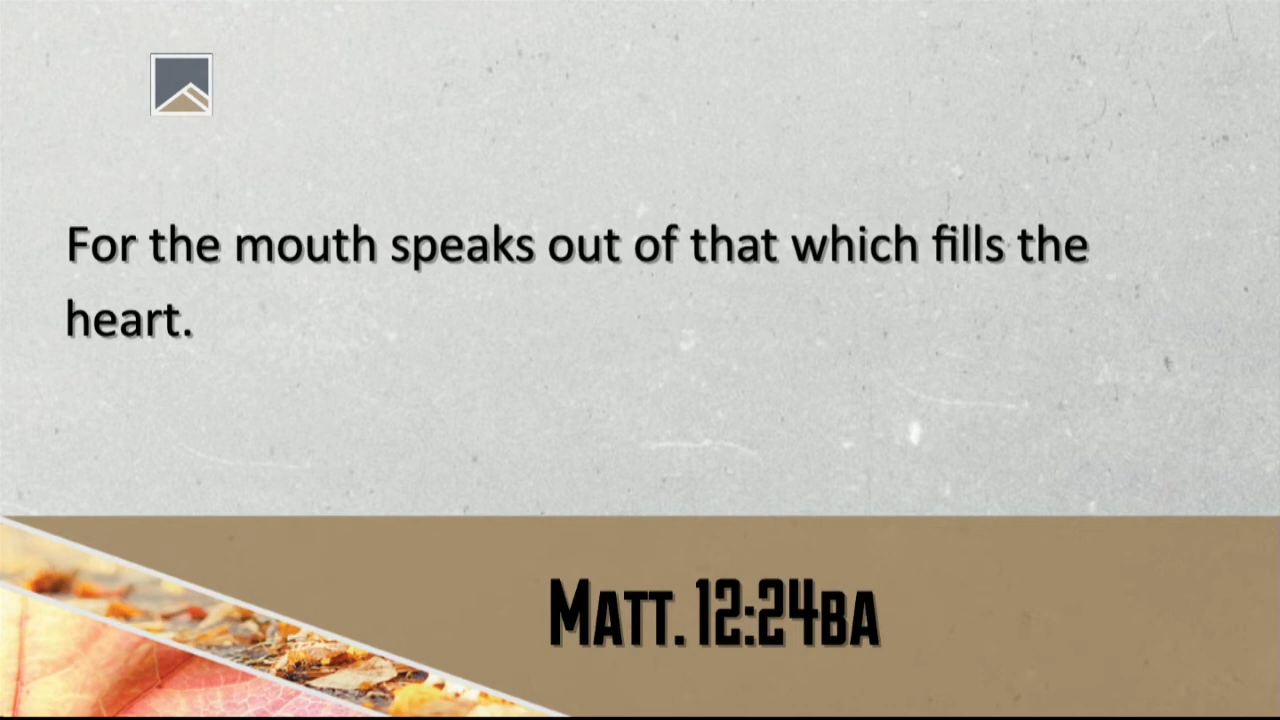 For the mouth speaks out of that which fills the
heart.
MATT. 12:24BA